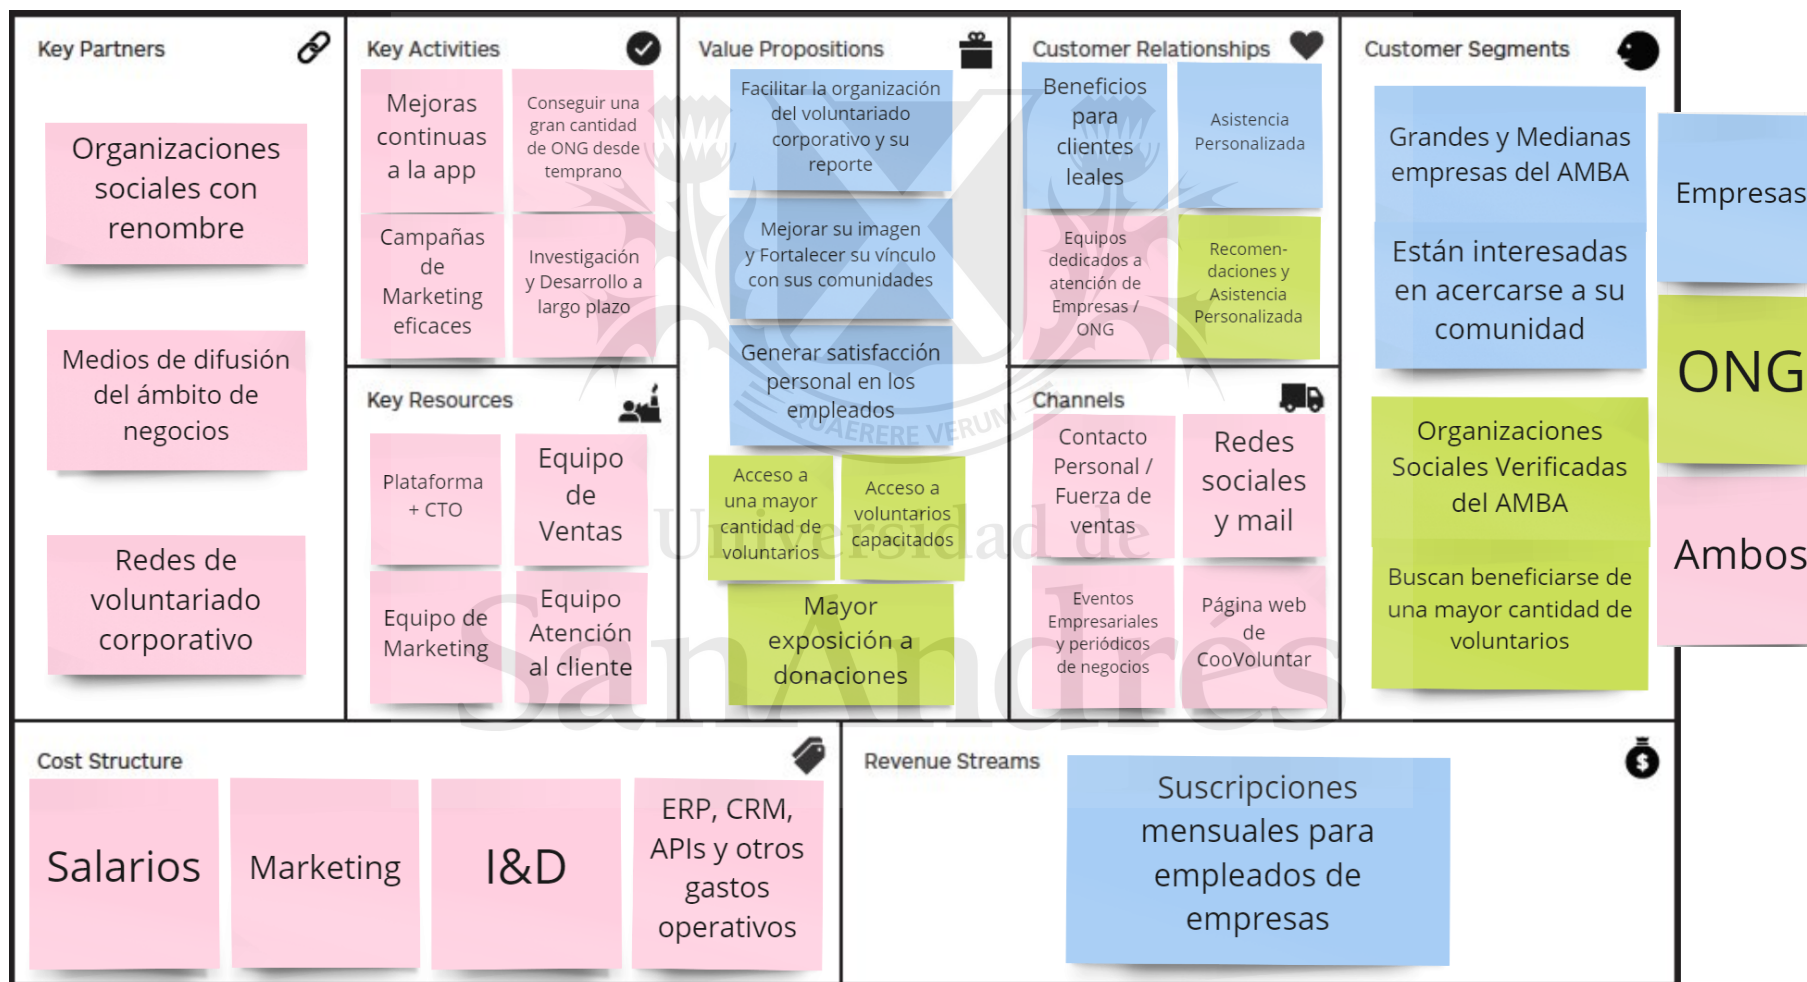 Key Partners
Organizaciones
sociales con
renombre
Medios de difusión
del ámbito de
negocios
Redes de
voluntariado
corporativo
Key Activities
Mejoras
continuas
a la app
Conseguir una
gran cantidad
de ONG desde
temprano
Campañas
de
Marketing
eficaces
Investigación
y Desarrollo a
largo plazo
Key Resources
Plataforma
+ CTO
Equipo
de
Ventas
Equipo de
Marketing
Equipo
Atención
al cliente
Value Propositions
Facilitar la organización
del voluntariado
corporativo y su
reporte
Mejorar su imagen
y Fortalecer su vínculo
con sus comunidades
Generar satisfacción
personal en los
empleados
Acceso a
una mayor
cantidad de
voluntarios
Acceso a
voluntarios
capacitados
Mayor
exposición a
donaciones
Customer Relationships
Beneficios
para
clientes
leales
Asistencia
Personalizada
Equipos
dedicados a
atención de
Empresas /
ONG
Recomen-
daciones y
Asistencia
Personalizada
Channels
Contacto
Personal /
Fuerza de
ventas
Redes
sociales
y mail
Eventos
Empresariales
y periódicos
de negocios
Página web
de
CooVoluntar
Customer Segments
Grandes y Medianas
empresas del AMBA
Están interesadas
en acercarse a su
comunidad
Organizaciones
Sociales Verificadas
del AMBA
Buscan beneficiarse de
una mayor cantidad de
voluntarios
Empresas
ONG
Ambos
Cost Structure
Salarios
Marketing
I&D
ERP, CRM,
APIs y otros
gastos
operativos
Revenue Streams
$
Suscripciones
mensuales para
empleados de
empresas
QUAERERE VERUM
Universidad de
SanAndrés